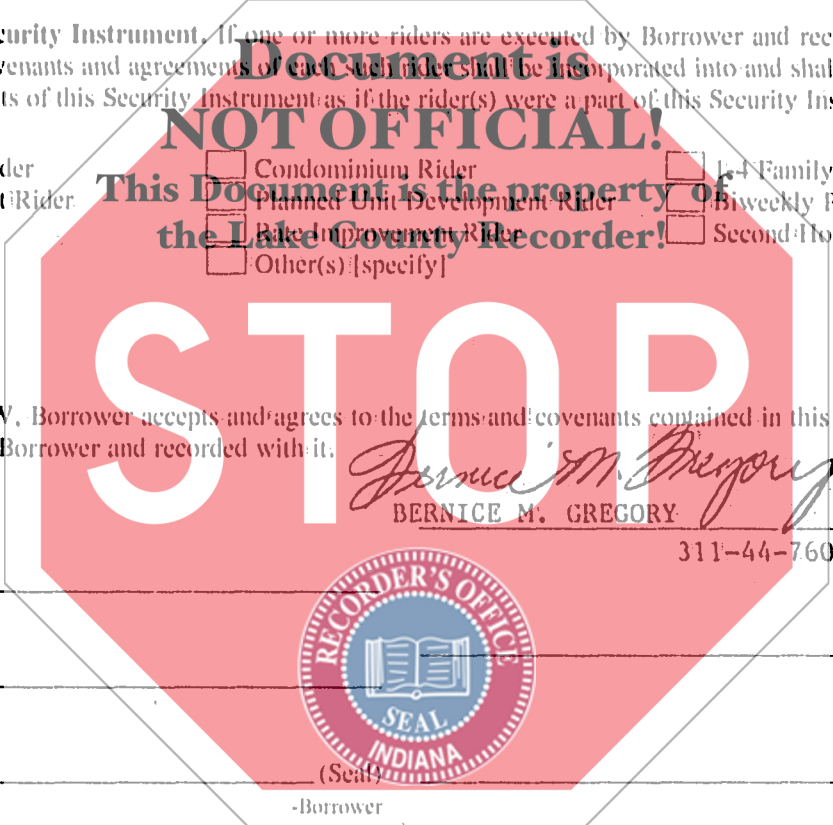 curity Instrument. If one or more riders are executed by Borrower and rec
venants and agreements of each such rider shall be incorporated into and shal
ts of this Security Instrument as if the rider(s) were a part of this Security Ins
Document is
NOT OFFICIAL!
This Document is the property of
the Lake County Recorder!
der Condominium Rider 1-4 Family
t Rider Planned Unit Development Rider Biweekly P
Rate Improvement Rider Second Ho
Other(s) [specify]
STOP
W, Borrower accepts and agrees to the terms and covenants contained in this
Borrower and recorded with it.
Bernice M. Gregory
BERNICE M. GREGORY
311-44-760
RECORDER'S OFFICE
SEAL
INDIANA
(Seal)
-Borrower